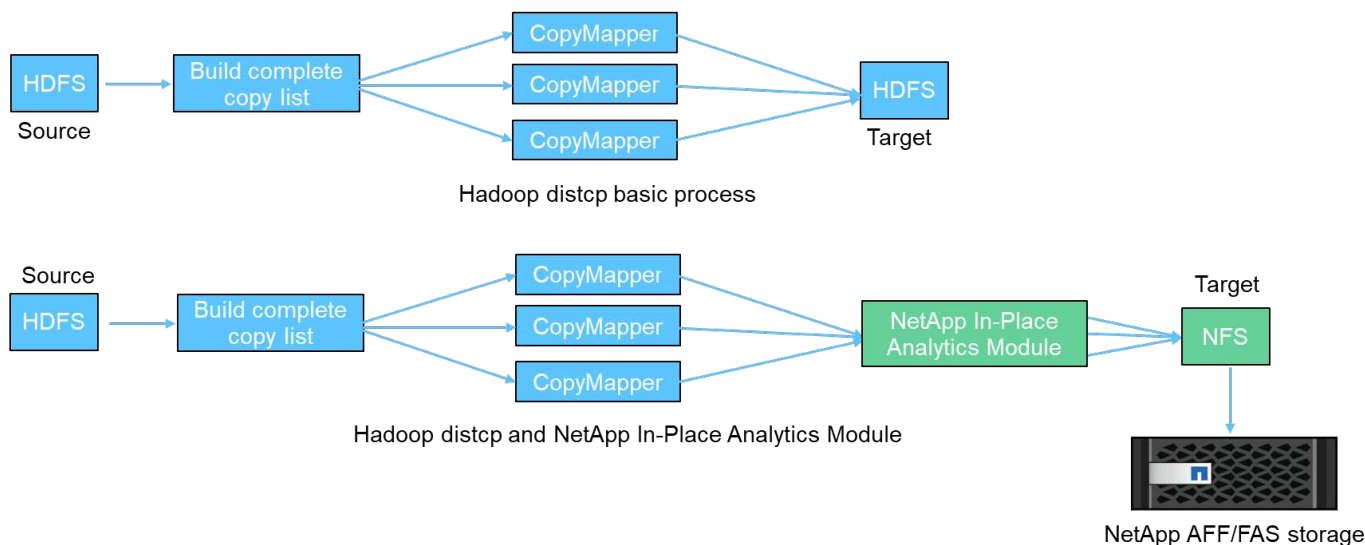 CopyMapper
HDFS
Build complete
copy list
CopyMapper
HDFS
Source
CopyMapper
Target
Hadoop distcp basic process
Source
CopyMapper
Target
HDFS
Build complete
copy list
CopyMapper
NetApp In-Place
Analytics Module
NFS
CopyMapper
Hadoop distcp and NetApp In-Place Analytics Module
NetApp AFF/FAS storage